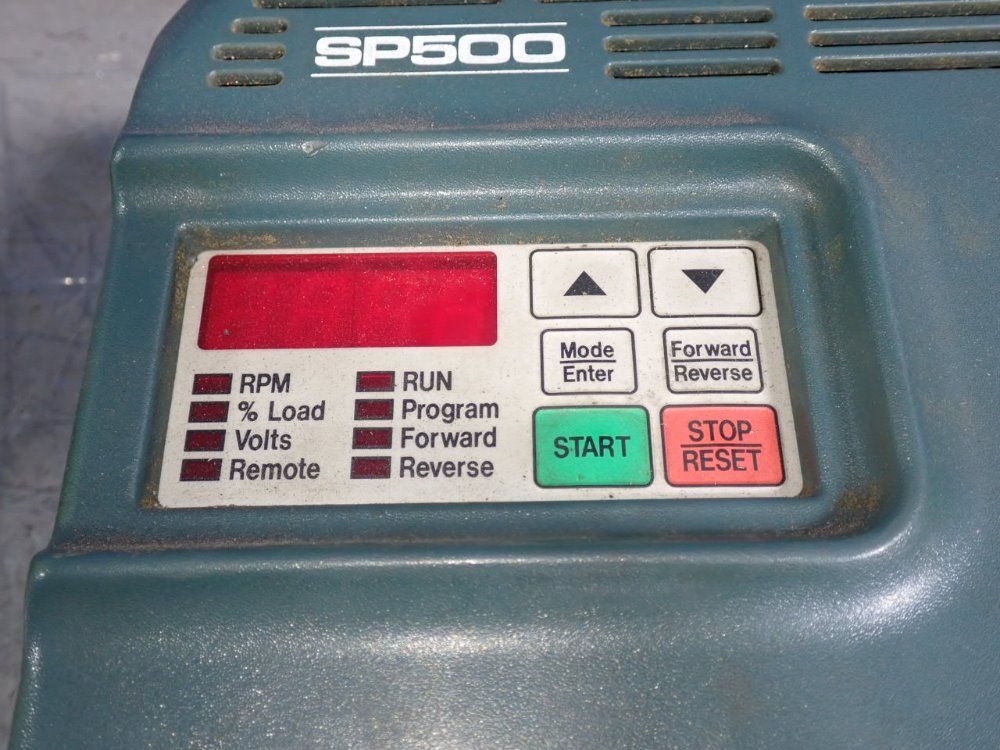 SP500
RPM
% Load
Volts
Remote
RUN
Program
Forward
Reverse
Mode
Enter
Forward
Reverse
START
STOP
RESET